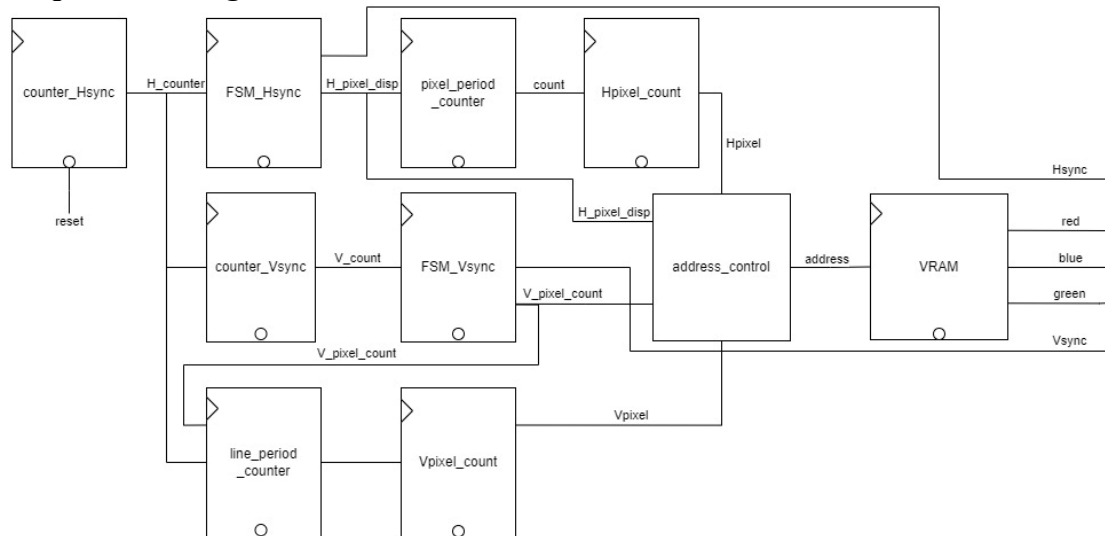 counter_Hsync
H_counter
FSM_Hsync
H_pixel_disp
pixel_period
_counter
count
Hpixel_count
Hpixel
Hsync
reset
counter_Vsync
V_count
FSM_Vsync
V_pixel_count
H_pixel_disp
address_control
address
VRAM
red
blue
green
Vsync
V_pixel_count
line_period
_counter
Vpixel_count
Vpixel